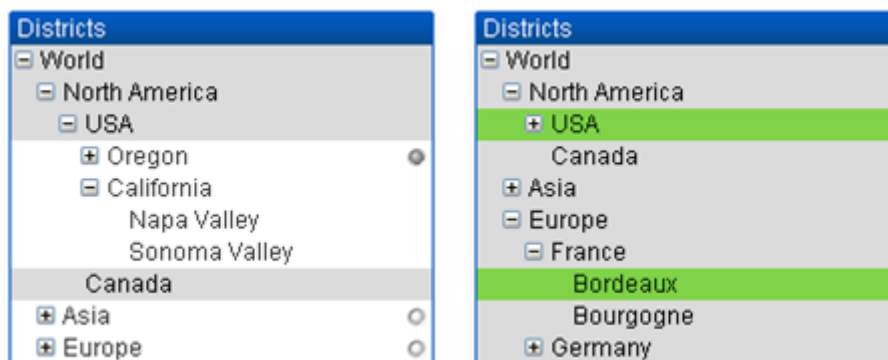 Districts
World
North America
USA
Oregon
California
Napa Valley
Sonoma Valley
Canada
Asia
Europe
Districts
World
North America
USA
Canada
Asia
Europe
France
Bordeaux
Bourgogne
Germany